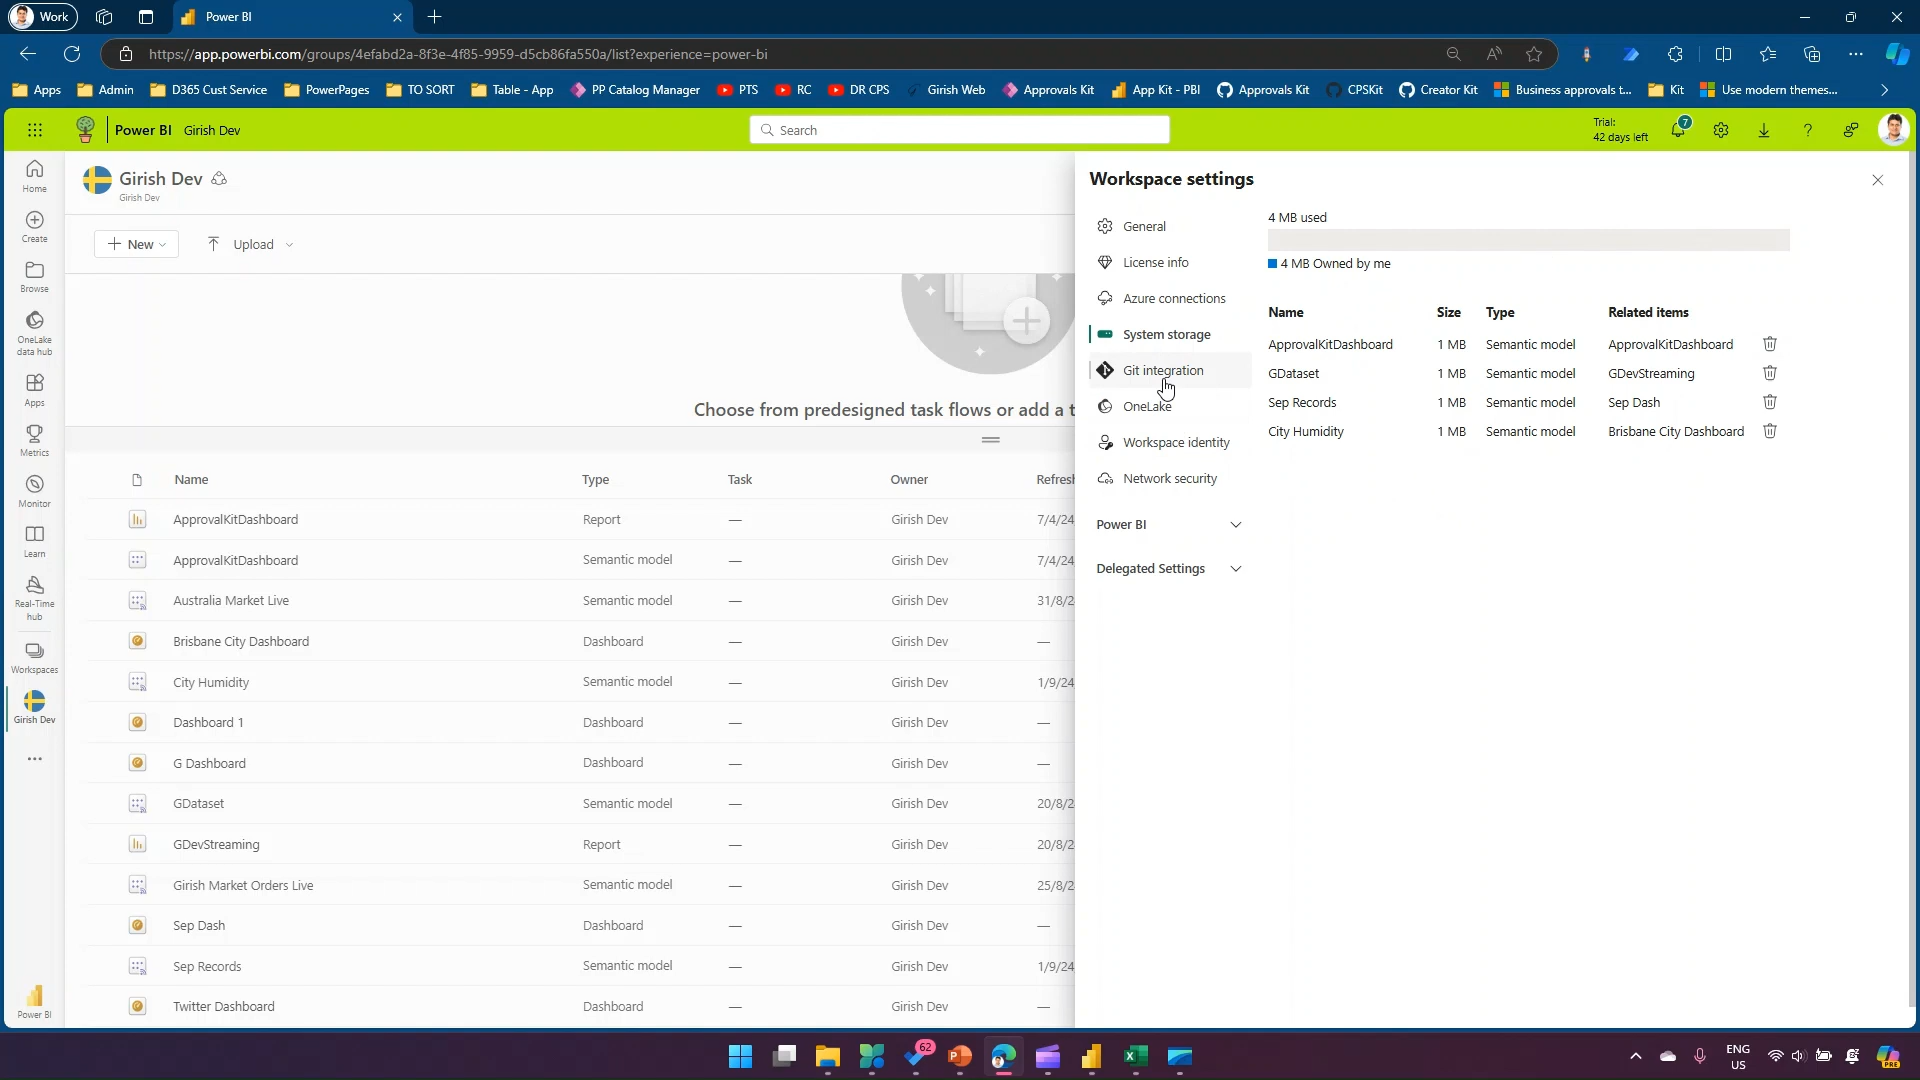 Work
Power BI
https://app.powerbi.com/groups/4efabd2a-8f3e-4f85-9959-d5cb86fa550a/list?experience=power-bi
Apps
Admin
D365 Cust Service
PowerPages
TO SORT
Table - App
PP Catalog Manager
PTS
RC
DR CPS
Girish Web
Approvals Kit
App Kit - PBI
Approvals Kit
CPSKit
Creator Kit
Business approvals t...
Kit
Use modern themes...
Power BI
Girish Dev
Search
Trial:
42 days left
7
Home
Create
Browse
OneLake
data hub
Apps
Metrics
Monitor
Learn
Real-Time
hub
Workspaces
Girish Dev
Power BI
Girish Dev
Girish Dev
New
Upload
Choose from predesigned task flows or add a t
Name Type Task Owner Refresh
ApprovalKitDashboard Report — Girish Dev 7/4/24
ApprovalKitDashboard Semantic model — Girish Dev 7/4/24
Australia Market Live Semantic model — Girish Dev 31/8/2
Brisbane City Dashboard Dashboard — Girish Dev —
City Humidity Semantic model — Girish Dev 1/9/24
Dashboard 1 Dashboard — Girish Dev —
G Dashboard Dashboard — Girish Dev —
GDataset Semantic model — Girish Dev 20/8/2
GDevStreaming Report — Girish Dev 20/8/2
Girish Market Orders Live Semantic model — Girish Dev 25/8/2
Sep Dash Dashboard — Girish Dev —
Sep Records Semantic model — Girish Dev 1/9/24
Twitter Dashboard Dashboard — Girish Dev —
Workspace settings
General
License info
Azure connections
System storage
Git integration
OneLake
Workspace identity
Network security
Power BI
Delegated Settings
4 MB used
4 MB Owned by me
Name Size Type Related items
ApprovalKitDashboard 1 MB Semantic model ApprovalKitDashboard
GDataset 1 MB Semantic model GDevStreaming
Sep Records 1 MB Semantic model Sep Dash
City Humidity 1 MB Semantic model Brisbane City Dashboard
62
ENG
US
PRE